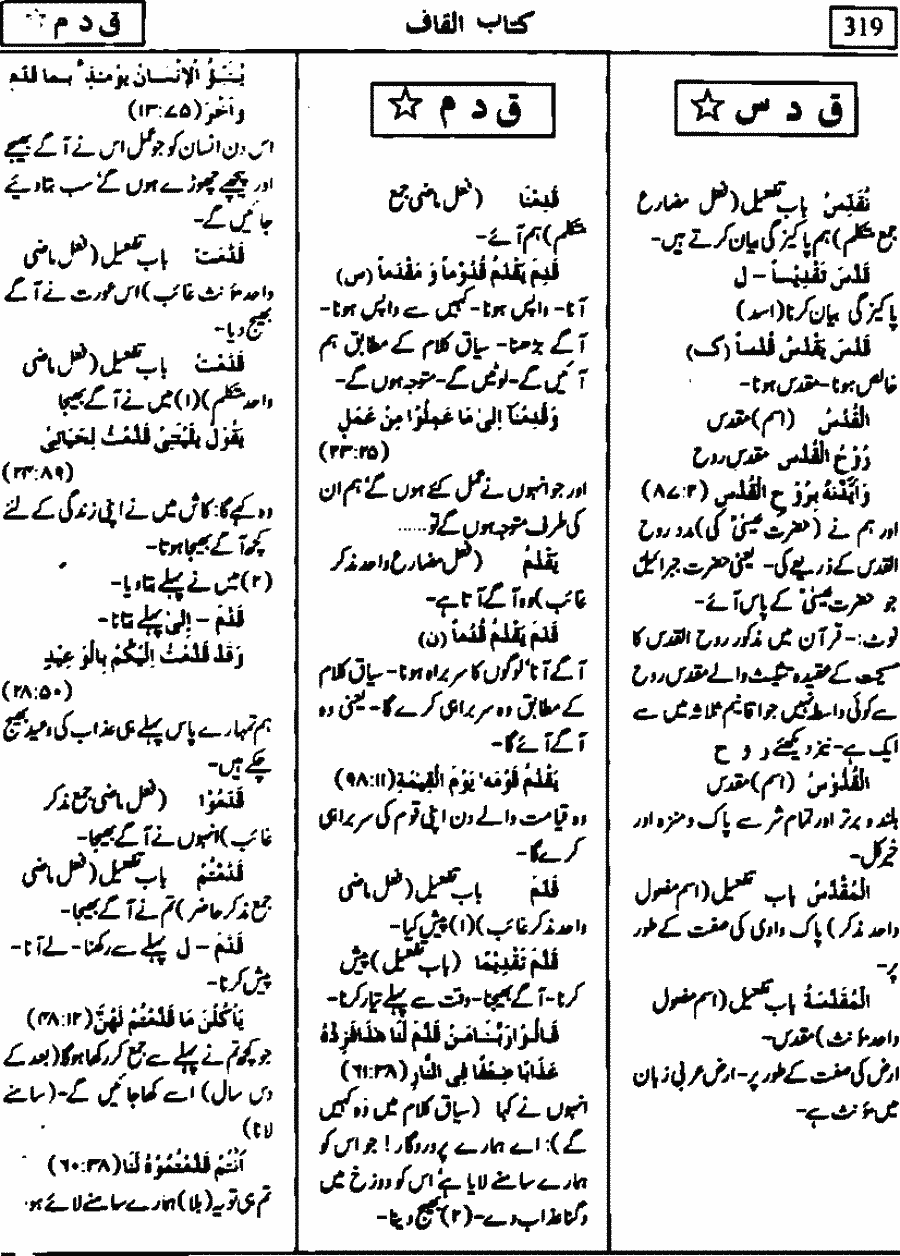 319
کتاب القاف
ق د م ☆
ق د س ☆
نُقَدِّسُ باب تفعیل (فعل مضارع
جمع متکلم) ہم پاکیزگی بیان کرتے ہیں-
قَدَّسَ تَقْدِیْساً – ل
پاکیزگی بیان کرنا (اسد)
قَدُسَ یَقْدُسُ قُدْساً (ک)
خالص ہونا- مقدس ہونا-
الْقُدُسُ (اسم) مقدس
رُوْحُ الْقُدُسِ مقدس روح
وَاَیَّدْنٰهُ بِرُوْحِ الْقُدُسِ (۸۷:۲)
اور ہم نے (حضرت عیسیٰؑ کی) مدد روح
القدس کے ذریعے کی- یعنی حضرت جبرائیل
جو حضرت عیسیٰؑ کے پاس آئے-
نوٹ:- قرآن میں مذکور روح القدس کا
مسیحیت کے عقیدہ تثلیث والے مقدس روح
سے کوئی واسطہ نہیں جو اقانیم ثلاثہ میں سے
ایک ہے- نیز دیکھئے ر و ح
الْقُدُّوْسُ (اسم) مقدس
بلند و برتر اور تمام شر سے پاک و منزہ اور
خیر کل-
الْمُقَدَّسُ باب تفعیل (اسم مفعول
واحد مذکر) پاک وادی کی صفت کے طور
پر-
الْمُقَدَّسَةُ باب تفعیل (اسم مفعول
واحد مؤنث) مقدس-
ارض کی صفت کے طور پر- ارض عربی زبان
میں مؤنث ہے-
ق د م ☆
قَدِمْنَا (فعل ماضی جمع
متکلم) ہم آئے-
قَدِمَ یَقْدَمُ قُدُوْماً وَ مَقْدَماً (س)
آنا- واپس ہونا- کہیں سے واپس ہونا-
آگے بڑھنا- سیاق کلام کے مطابق ہم
آئیں گے- لوٹیں گے- متوجہ ہوں گے-
وَقَدِمْنَآ اِلٰی مَا عَمِلُوْا مِنْ عَمَلٍ
(۲۳:۲۵)
اور جو انہوں نے عمل کئے ہوں گے ہم ان
کی طرف متوجہ ہوں گے تو......
یَقْدُمُ (فعل مضارع واحد مذکر
غائب) وہ آگے آتا ہے-
قَدَمَ یَقْدُمُ قُدْماً (ن)
آگے آنا' لوگوں کا سربراہ ہونا- سیاق کلام
کے مطابق وہ سربراہی کرے گا- یعنی وہ
آگے آئے گا-
یَقْدُمُ قَوْمَهٗ یَوْمَ الْقِیٰمَةِ (۹۸:۱۱)
وہ قیامت والے دن اپنی قوم کی سربراہی
کرے گا-
قَدَّمَ باب تفعیل (فعل ماضی
واحد مذکر غائب) (۱) پیش کیا-
قَدَّمَ تَقْدِیْمًا (باب تفعیل) پیش
کرنا- آگے بھیجنا- وقت سے پہلے تیار کرنا-
قَالُوْا رَبَّنَا مَنْ قَدَّمَ لَنَا هٰذَا فَزِدْهُ
عَذَابًا ضِعْفًا فِی النَّارِ (۶۱:۳۸)
انہوں نے کہا (سیاق کلام میں وہ کہیں
گے): اے ہمارے پروردگار! جو اس کو
ہمارے سامنے لایا ہے اس کو دوزخ میں
دگنا عذاب دے- (۲) بھیج دینا-
یُنَبَّؤُا الْاِنْسَانُ یَوْمَئِذٍۭ بِمَا قَدَّمَ
وَاَخَّرَ (۱۳:۷۵)
اس دن انسان کو جو عمل اس نے آگے بھیجے
اور پیچھے چھوڑے ہوں گے' سب بتا دیئے
جائیں گے-
قَدَّمَتْ باب تفعیل (فعل ماضی
واحد مؤنث غائب) اس عورت نے آگے
بھیج دیا-
قَدَّمْتُ باب تفعیل (فعل ماضی
واحد متکلم) (۱) میں نے آگے بھیجا
یَقُوْلُ یٰلَیْتَنِیْ قَدَّمْتُ لِحَیَاتِیْ
(۲۴:۸۹)
وہ کہے گا: کاش میں نے اپنی زندگی کے لئے
کچھ آگے بھیجا ہوتا-
(۲) میں نے پہلے بتا دیا-
قَدَّمَ – اِلٰی پہلے بتانا-
وَقَدْ قَدَّمْتُ اِلَیْکُمْ بِالْوَعِیْدِ
(۲۸:۵۰)
ہم تمہارے پاس پہلے ہی عذاب کی وعید بھیج
چکے ہیں-
قَدَّمُوْا (فعل ماضی جمع مذکر
غائب) انہوں نے آگے بھیجا-
قَدَّمْتُمْ باب تفعیل (فعل ماضی
جمع مذکر حاضر) تم نے آگے بھیجا-
قَدَّمَ – ل پہلے سے رکھنا- لے آنا-
پیش کرنا-
یَاْکُلْنَ مَا قَدَّمْتُمْ لَهُنَّ (۴۸:۱۲)
جو کچھ تم نے پہلے سے جمع کر رکھا ہو گا (بعد کے
دس سال) اسے کھا جائیں گے- (سامنے
لانا)
اَنْتُمْ قَدَّمْتُمُوْهُ لَنَا (۶۰:۳۸)
تم ہی تو یہ (بلا) ہمارے سامنے لائے ہو-